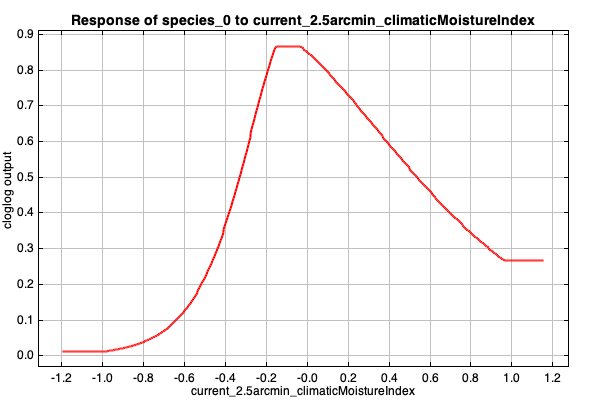 Response of species_0 to current_2.5arcmin_climaticMoistureIndex
0.9
0.8
0.7
0.6
0.5
0.4
0.3
0.2
0.1
0.0
cloglog output
-1.2 -1.0 -0.8 -0.6 -0.4 -0.2 -0.0 0.2 0.4 0.6 0.8 1.0 1.2
current_2.5arcmin_climaticMoistureIndex